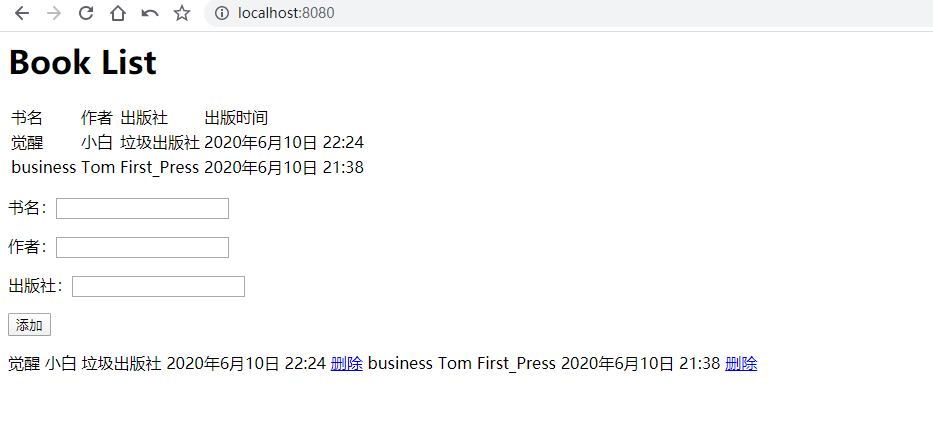 localhost:8080
Book List
书名 作者 出版社 出版时间
觉醒 小白 垃圾出版社 2020年6月10日 22:24
business Tom First_Press 2020年6月10日 21:38
书名：
作者：
出版社：
添加
觉醒 小白 垃圾出版社 2020年6月10日 22:24 删除 business Tom First_Press 2020年6月10日 21:38 删除